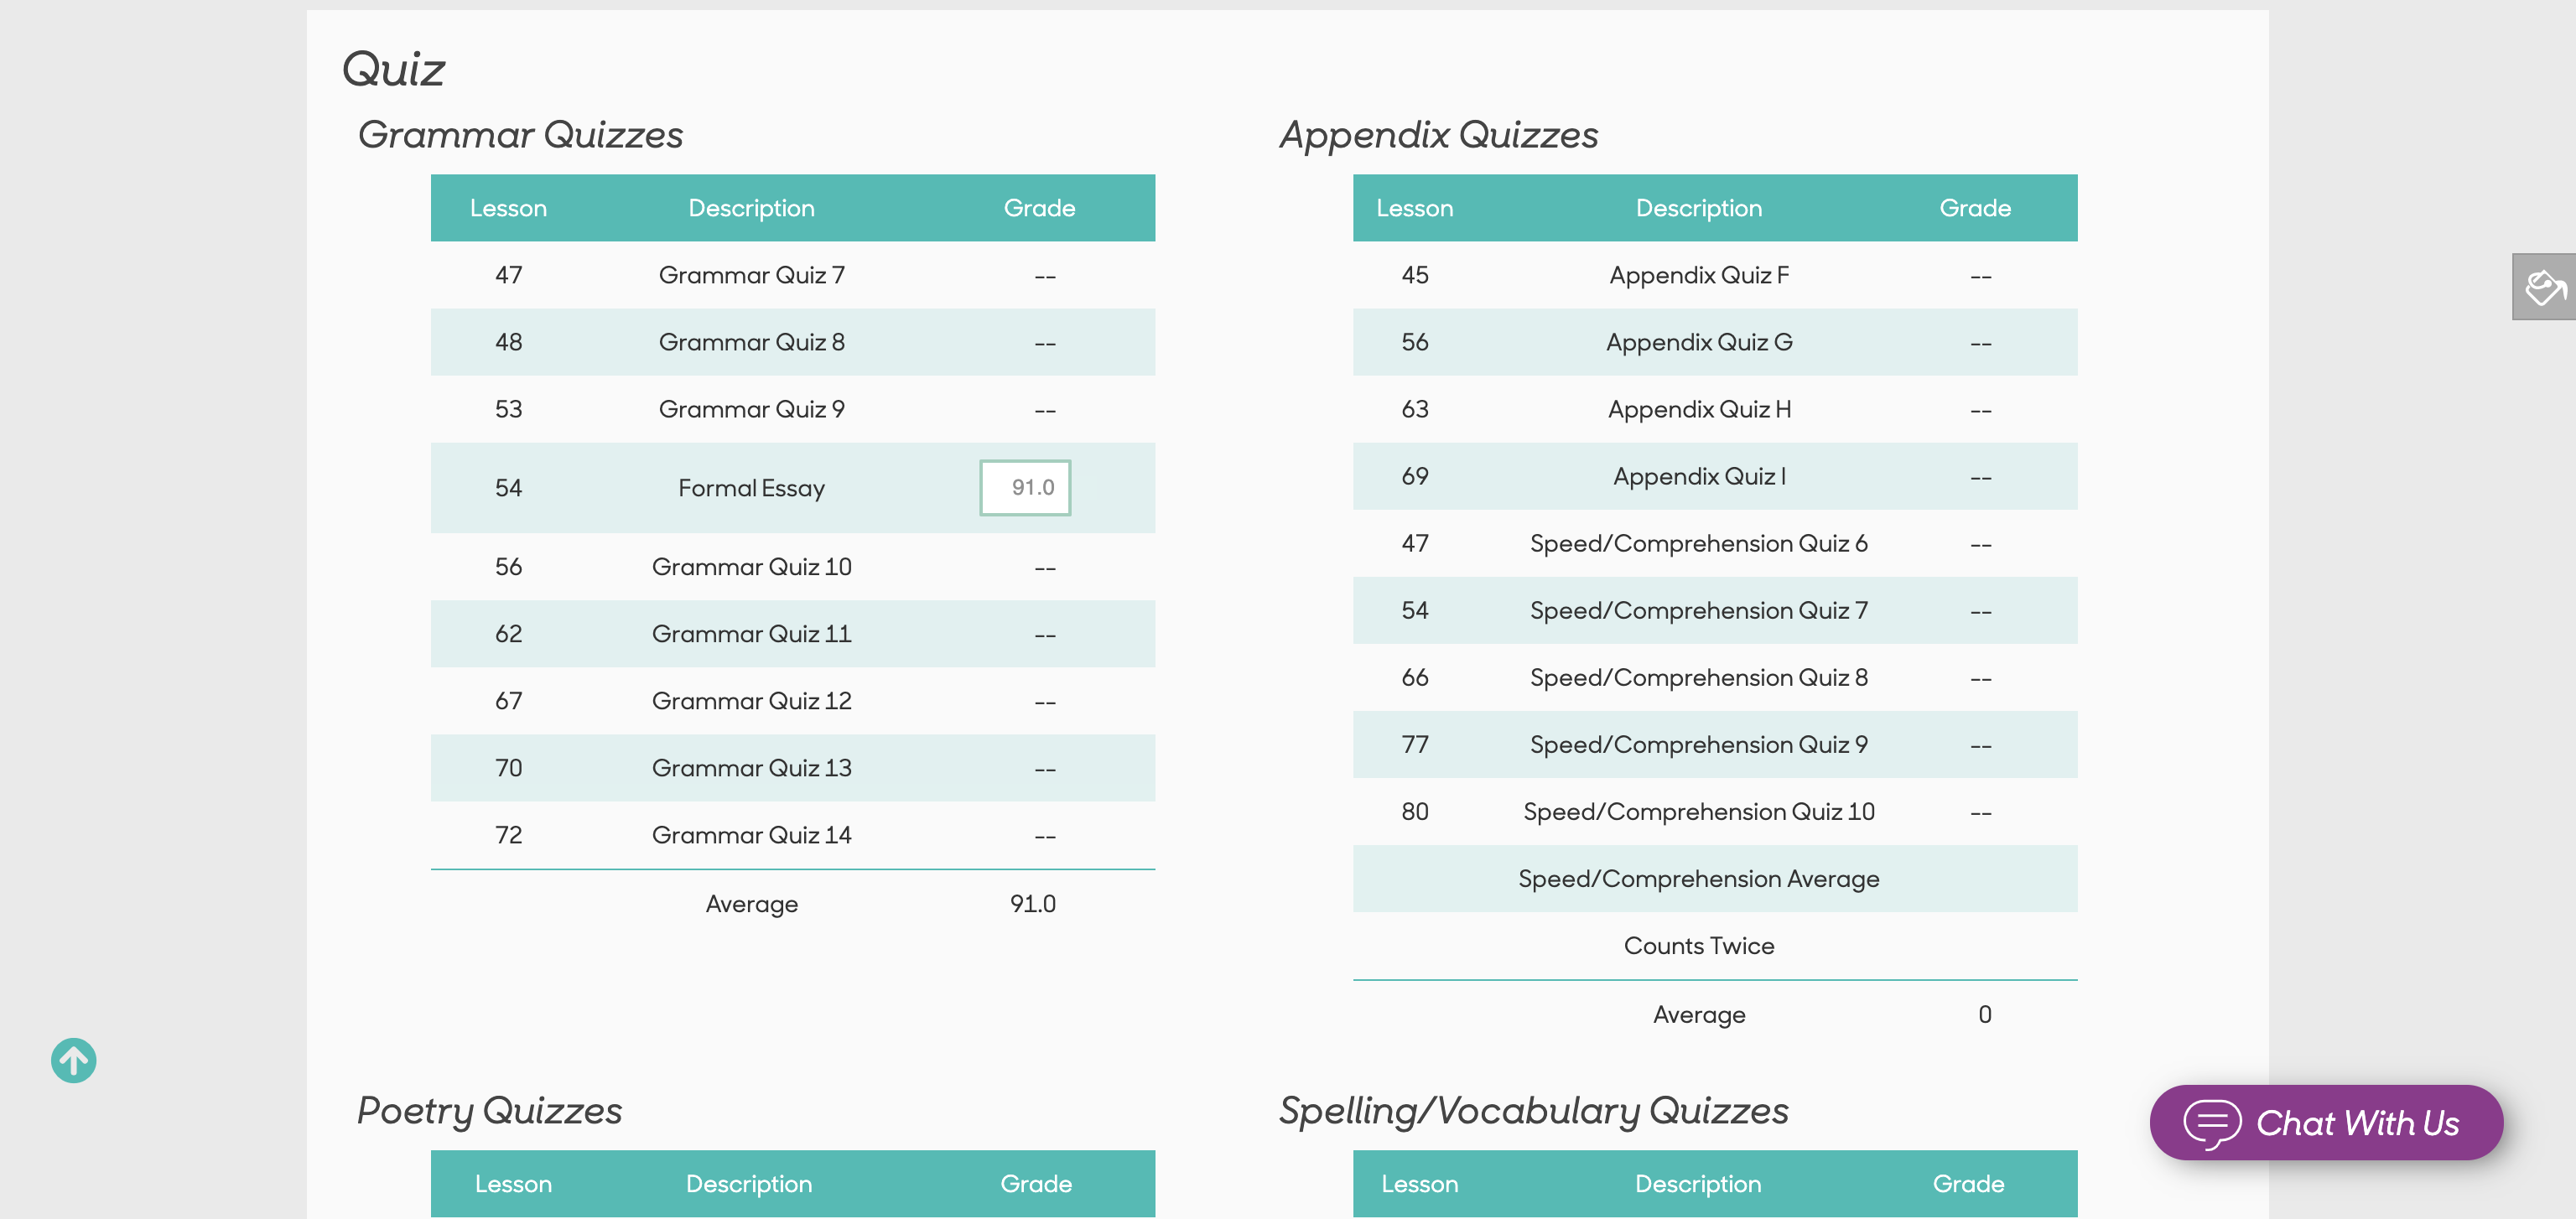 Quiz
Grammar Quizzes
Lesson Description Grade
47 Grammar Quiz 7 --
48 Grammar Quiz 8 --
53 Grammar Quiz 9 --
54 Formal Essay 91.0
56 Grammar Quiz 10 --
62 Grammar Quiz 11 --
67 Grammar Quiz 12 --
70 Grammar Quiz 13 --
72 Grammar Quiz 14 --
Average 91.0
Appendix Quizzes
Lesson Description Grade
45 Appendix Quiz F --
56 Appendix Quiz G --
63 Appendix Quiz H --
69 Appendix Quiz I --
47 Speed/Comprehension Quiz 6 --
54 Speed/Comprehension Quiz 7 --
66 Speed/Comprehension Quiz 8 --
77 Speed/Comprehension Quiz 9 --
80 Speed/Comprehension Quiz 10 --
Speed/Comprehension Average
Counts Twice
Average 0
Poetry Quizzes
Lesson Description Grade
Spelling/Vocabulary Quizzes
Lesson Description Grade
Chat With Us